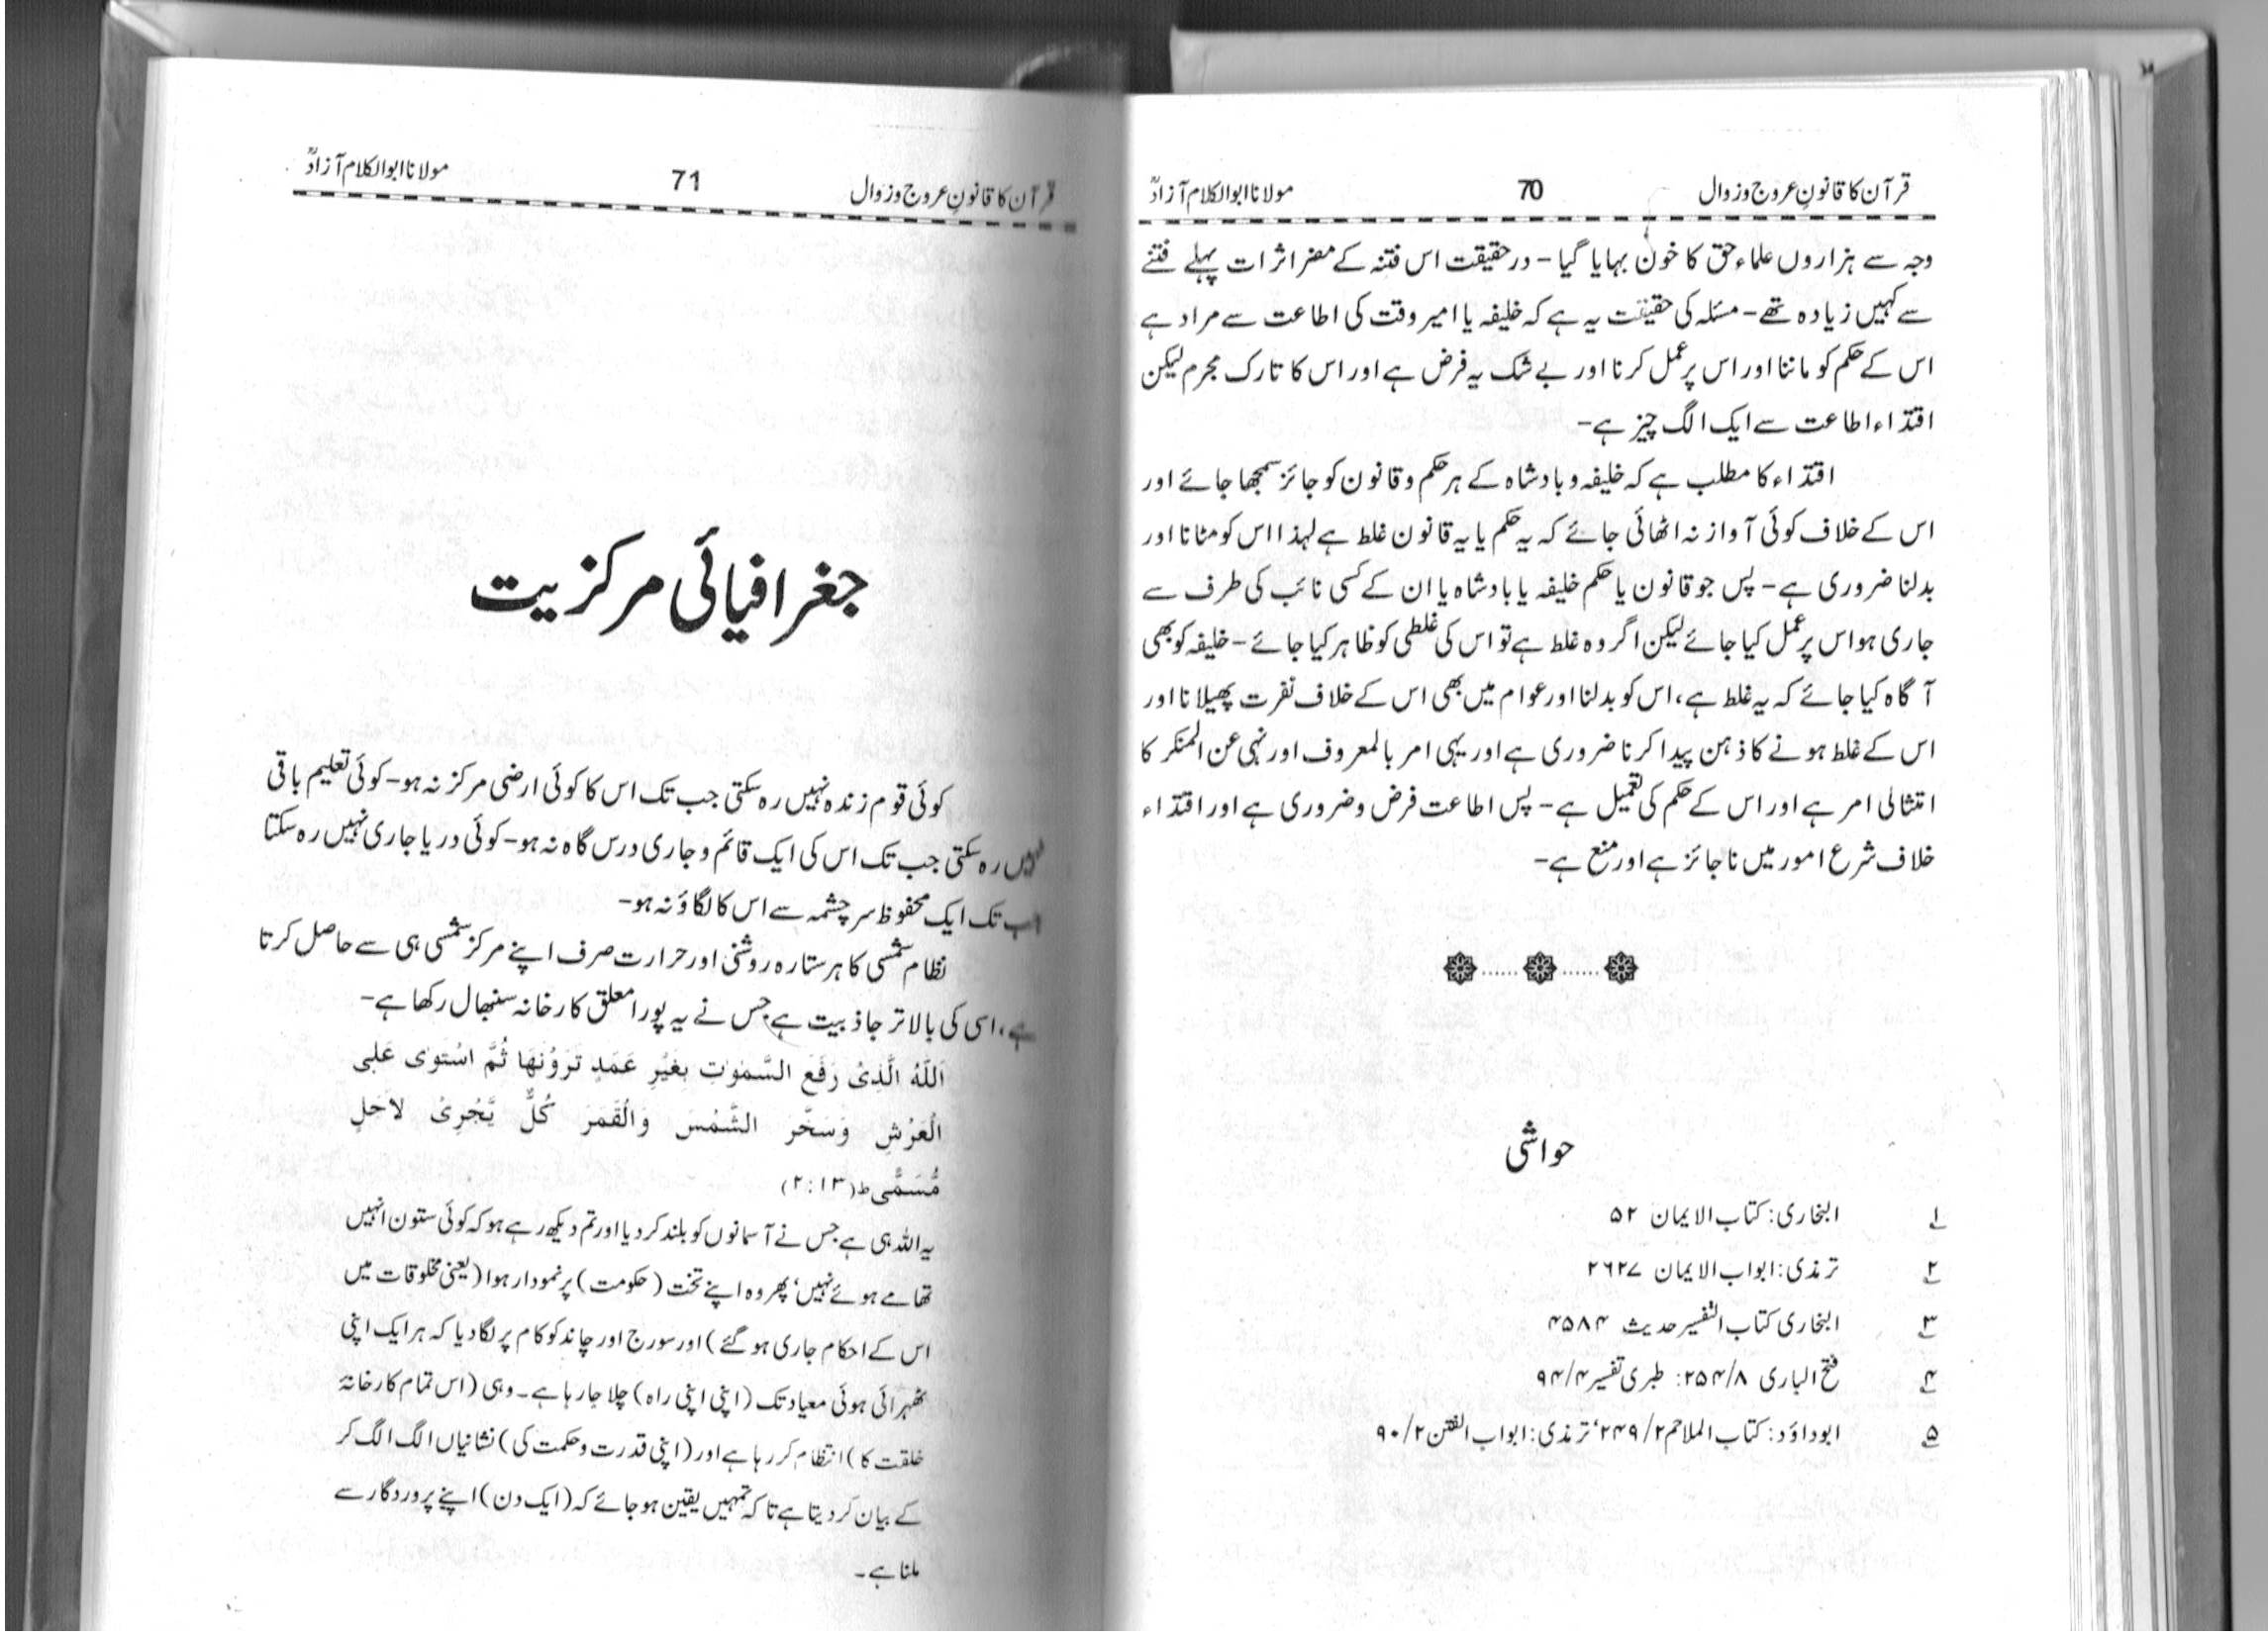 قرآن کا قانونِ عروج و زوال 70 مولانا ابوالکلام آزادؒ
وجہ سے ہزاروں علماء حق کا خون بہایا گیا - درحقیقت اس فتنہ کے مضر اثرات پہلے فتنے
سے کہیں زیادہ تھے - مسئلہ کی حقیقت یہ ہے کہ خلیفہ یا امیر وقت کی اطاعت سے مراد ہے
اس کے حکم کو ماننا اور اس پر عمل کرنا اور بے شک یہ فرض ہے اور اس کا تارک مجرم لیکن
اقتداء اطاعت سے ایک الگ چیز ہے -
اقتداء کا مطلب ہے کہ خلیفہ و بادشاہ کے ہر حکم و قانون کو جائز سمجھا جائے اور
اس کے خلاف کوئی آواز نہ اٹھائی جائے کہ یہ حکم یا یہ قانون غلط ہے لہذا اس کو مٹانا اور
بدلنا ضروری ہے - پس جو قانون یا حکم خلیفہ یا بادشاہ یا ان کے کسی نائب کی طرف سے
جاری ہو اس پر عمل کیا جائے لیکن اگر وہ غلط ہے تو اس کی غلطی کو ظاہر کیا جائے - خلیفہ کو بھی
آگاہ کیا جائے کہ یہ غلط ہے، اس کو بدلنا اور عوام میں بھی اس کے خلاف نفرت پھیلانا اور
اس کے غلط ہونے کا ذہن پیدا کرنا ضروری ہے اور یہی امر بالمعروف اور نہی عن المنکر کا
امتثالی امر ہے اور اس کے حکم کی تعمیل ہے - پس اطاعت فرض و ضروری ہے اور اقتداء
خلاف شرع امور میں ناجائز ہے اور منع ہے -
حواشی
۱ البخاری: کتاب الایمان ۵۲
۲ ترمذی: ابواب الایمان ۲۶۲۷
۳ البخاری کتاب التفسیر حدیث ۴۵۸۴
۴ فتح الباری ۲۵۴/۸: طبری تفسیر ۹۴/۴
۵ ابوداؤد: کتاب الملاحم ۲۴۹/۲' ترمذی: ابواب الفتن ۹۰/۲
قرآن کا قانونِ عروج و زوال 71 مولانا ابوالکلام آزادؒ
جغرافیائی مرکزیت
کوئی قوم زندہ نہیں رہ سکتی جب تک اس کا کوئی ارضی مرکز نہ ہو - کوئی تعلیم باقی
نہیں رہ سکتی جب تک اس کی ایک قائم و جاری درس گاہ نہ ہو - کوئی دریا جاری نہیں رہ سکتا
جب تک ایک محفوظ سرچشمہ سے اس کا لگاؤ نہ ہو -
نظام شمسی کا ہر ستارہ روشنی اور حرارت صرف اپنے مرکز شمسی ہی سے حاصل کرتا
ہے، اسی کی بالاتر جاذبیت ہے جس نے یہ پورا معلق کارخانہ سنبھال رکھا ہے -
اَللّٰهُ الَّذِیْ رَفَعَ السَّمٰوٰتِ بِغَیْرِ عَمَدٍ تَرَوْنَهَا ثُمَّ اسْتَوٰی عَلَی
الْعَرْشِ وَسَخَّرَ الشَّمْسَ وَالْقَمَرَ کُلٌّ یَّجْرِیْ لِاَجَلٍ
مُّسَمًّی ط (۲:۱۳)
یہ اللہ ہی ہے جس نے آسمانوں کو بلند کر دیا اور تم دیکھ رہے ہو کہ کوئی ستون انہیں
تھامے ہوئے نہیں' پھر وہ اپنے تخت (حکومت) پر نمودار ہوا (یعنی مخلوقات میں
اس کے احکام جاری ہو گئے) اور سورج اور چاند کو کام پر لگا دیا کہ ہر ایک اپنی
ٹھہرائی ہوئی معیاد تک (اپنی اپنی راہ) چلا جا رہا ہے۔ وہی (اس تمام کارخانۂ
خلقت کا) انتظام کر رہا ہے اور (اپنی قدرت و حکمت کی) نشانیاں الگ الگ کر
کے بیان کر دیتا ہے تاکہ تمہیں یقین ہو جائے کہ (ایک دن) اپنے پروردگار سے
ملنا ہے۔